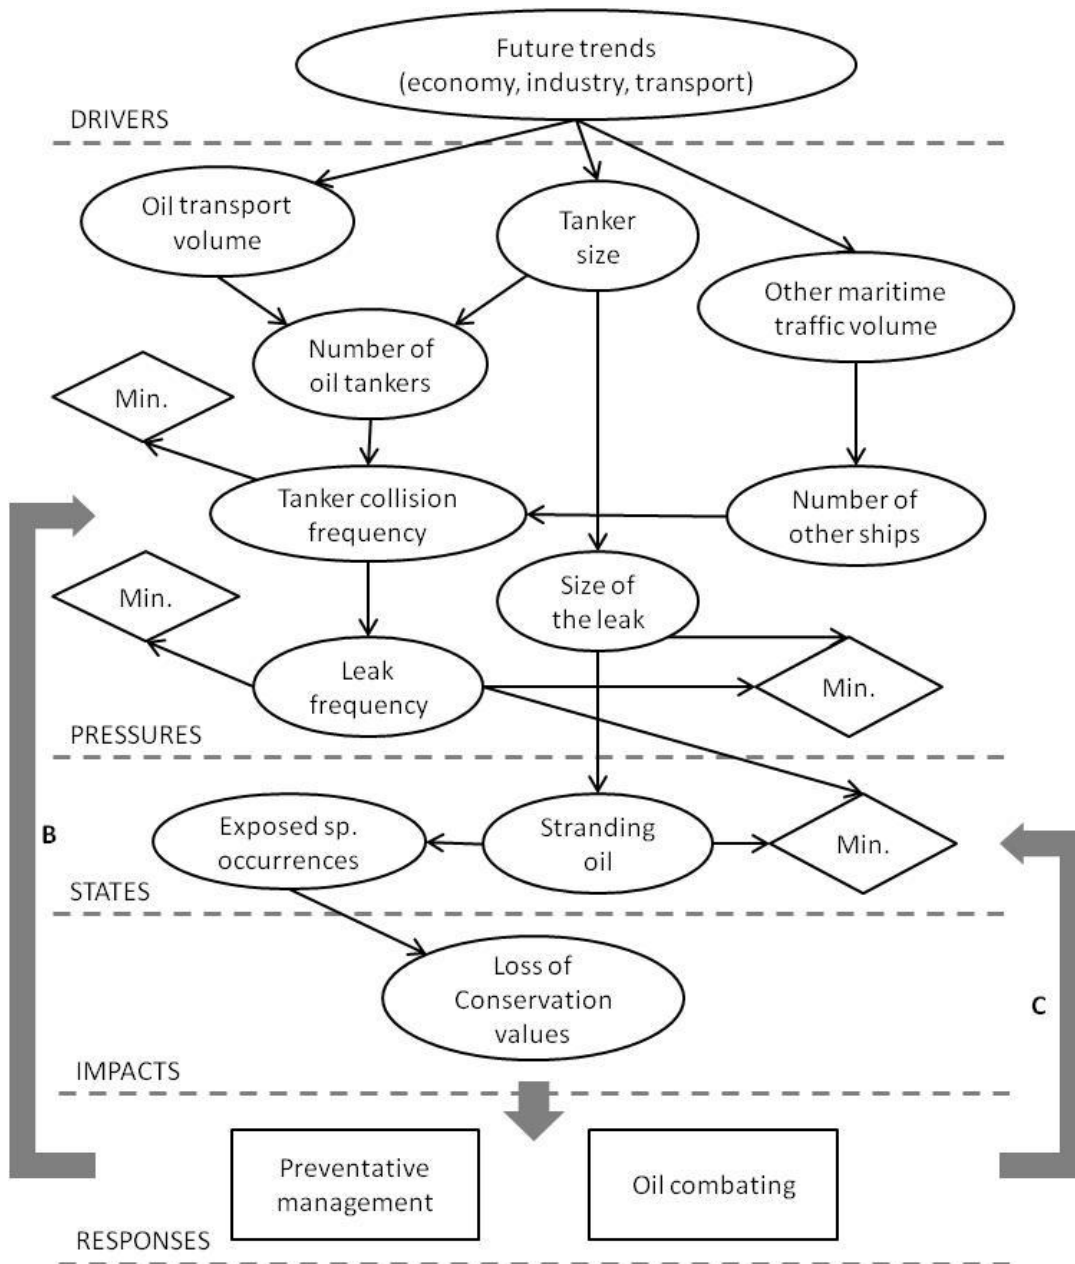 Future trends
(economy, industry, transport)
DRIVERS
Oil transport
volume
Tanker
size
Other maritime
traffic volume
Number of
oil tankers
Min.
Tanker collision
frequency
Number of
other ships
Min.
Size of
the leak
Leak
frequency
Min.
PRESSURES
B
Exposed sp.
occurrences
Stranding
oil
Min.
STATES
Loss of
Conservation
values
C
IMPACTS
Preventative
management
Oil combating
RESPONSES